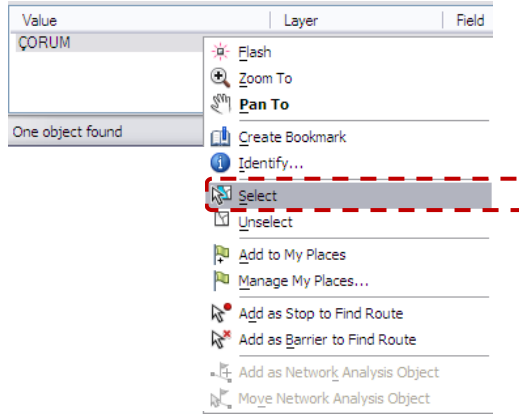 Value Layer Field
ÇORUM
Flash
Zoom To
Pan To
One object found
Create Bookmark
Identify...
Select
Unselect
Add to My Places
Manage My Places...
Add as Stop to Find Route
Add as Barrier to Find Route
Add as Network Analysis Object
Move Network Analysis Object